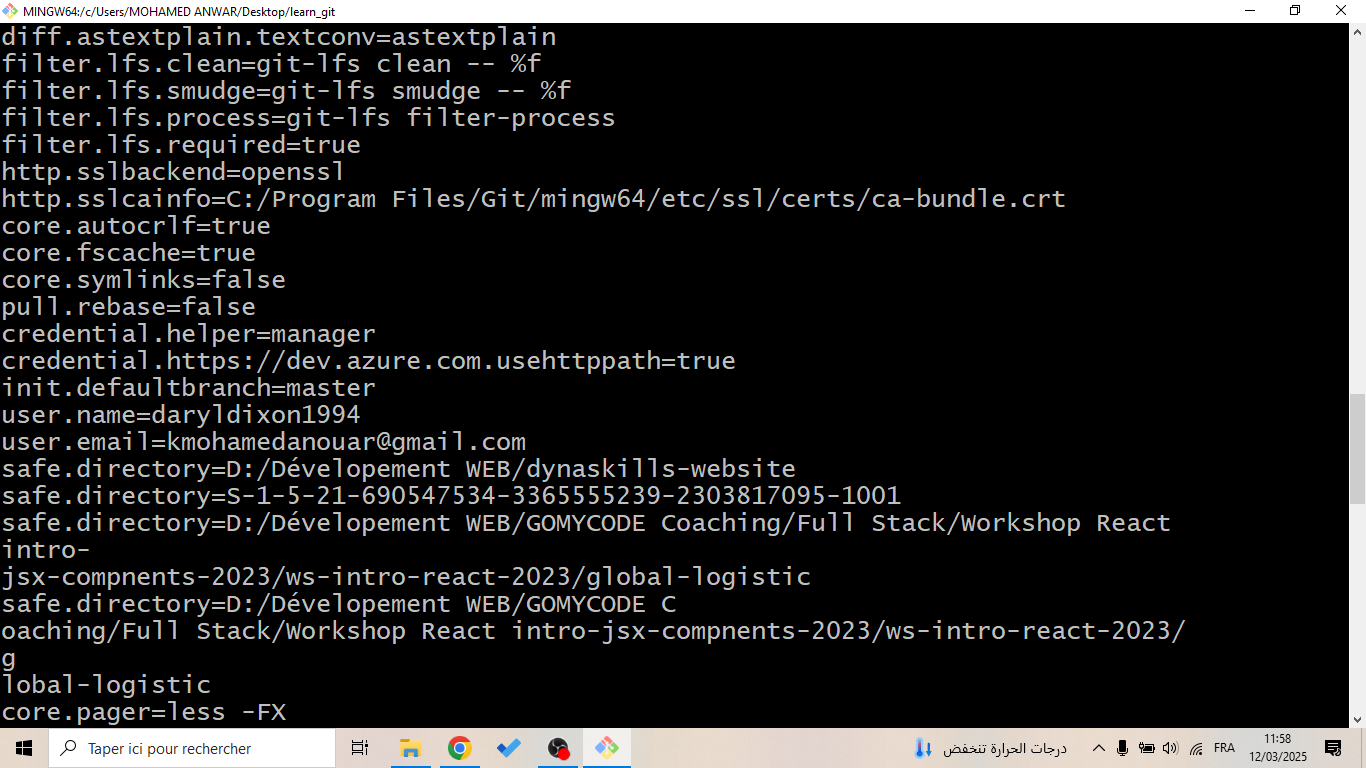 MINGW64:/c/Users/MOHAMED ANWAR/Desktop/learn_git
diff.astextplain.textconv=astextplain
filter.lfs.clean=git-lfs clean -- %f
filter.lfs.smudge=git-lfs smudge -- %f
filter.lfs.process=git-lfs filter-process
filter.lfs.required=true
http.sslbackend=openssl
http.sslcainfo=C:/Program Files/Git/mingw64/etc/ssl/certs/ca-bundle.crt
core.autocrlf=true
core.fscache=true
core.symlinks=false
pull.rebase=false
credential.helper=manager
credential.https://dev.azure.com.usehttppath=true
init.defaultbranch=master
user.name=daryldixon1994
user.email=kmohamedanouar@gmail.com
safe.directory=D:/Dévelopement WEB/dynaskills-website
safe.directory=S-1-5-21-690547534-3365555239-2303817095-1001
safe.directory=D:/Dévelopement WEB/GOMYCODE Coaching/Full Stack/Workshop React
intro-
jsx-compnents-2023/ws-intro-react-2023/global-logistic
safe.directory=D:/Dévelopement WEB/GOMYCODE C
oaching/Full Stack/Workshop React intro-jsx-compnents-2023/ws-intro-react-2023/
g
lobal-logistic
core.pager=less -FX
Taper ici pour rechercher
درجات الحرارة تنخفض
FRA
11:58
12/03/2025